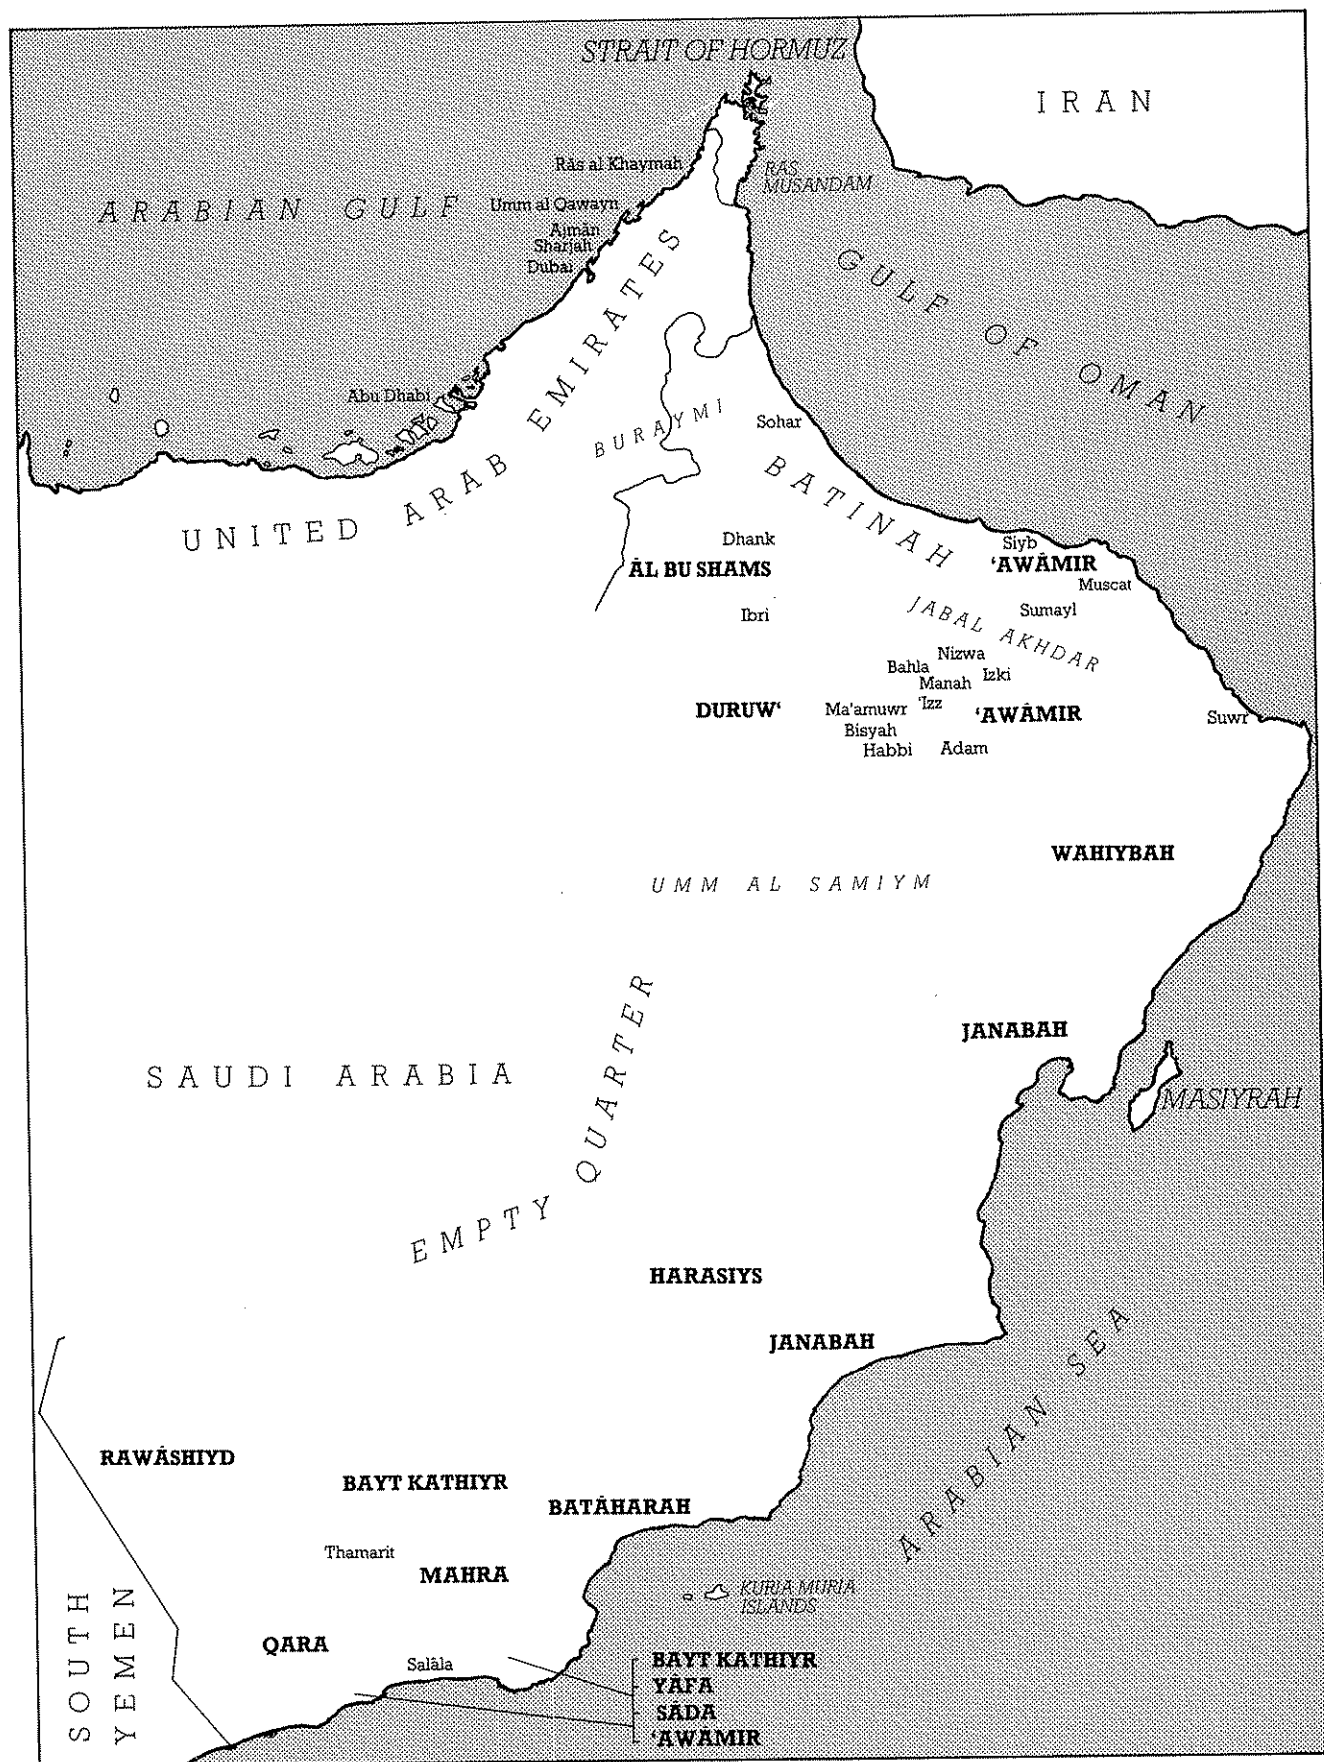 STRAIT OF HORMUZ
IRAN
Rās al Khaymah
RAS
MUSANDAM
ARABIAN GULF
Umm al Qawayn
Ajmān
Sharjah
Dubai
GULF OF OMAN
UNITED ARAB EMIRATES
Abu Dhabi
BURAYMI
Sohar
BATINAH
Dhank
Siyb
ĀL BU SHAMS
‘AWĀMIR
Muscat
Ibri
JABAL AKHDAR
Sumayl
Nizwa
Bahla
Izki
Manah
‘Izz
DURUW‘
Ma'amuwr
‘AWĀMIR
Suwr
Bisyah
Habbi
Adam
WAHIYBAH
UMM AL SAMIYM
JANABAH
SAUDI ARABIA
EMPTY QUARTER
MASIYRAH
HARASIYS
JANABAH
ARABIAN SEA
RAWĀSHIYD
BAYT KATHIYR
BATĀHARAH
Thamarit
MAHRA
KURIA MURIA
ISLANDS
SOUTH
YEMEN
QARA
Salāla
BAYT KATHIYR
YĀFA
SĀDA
‘AWĀMIR